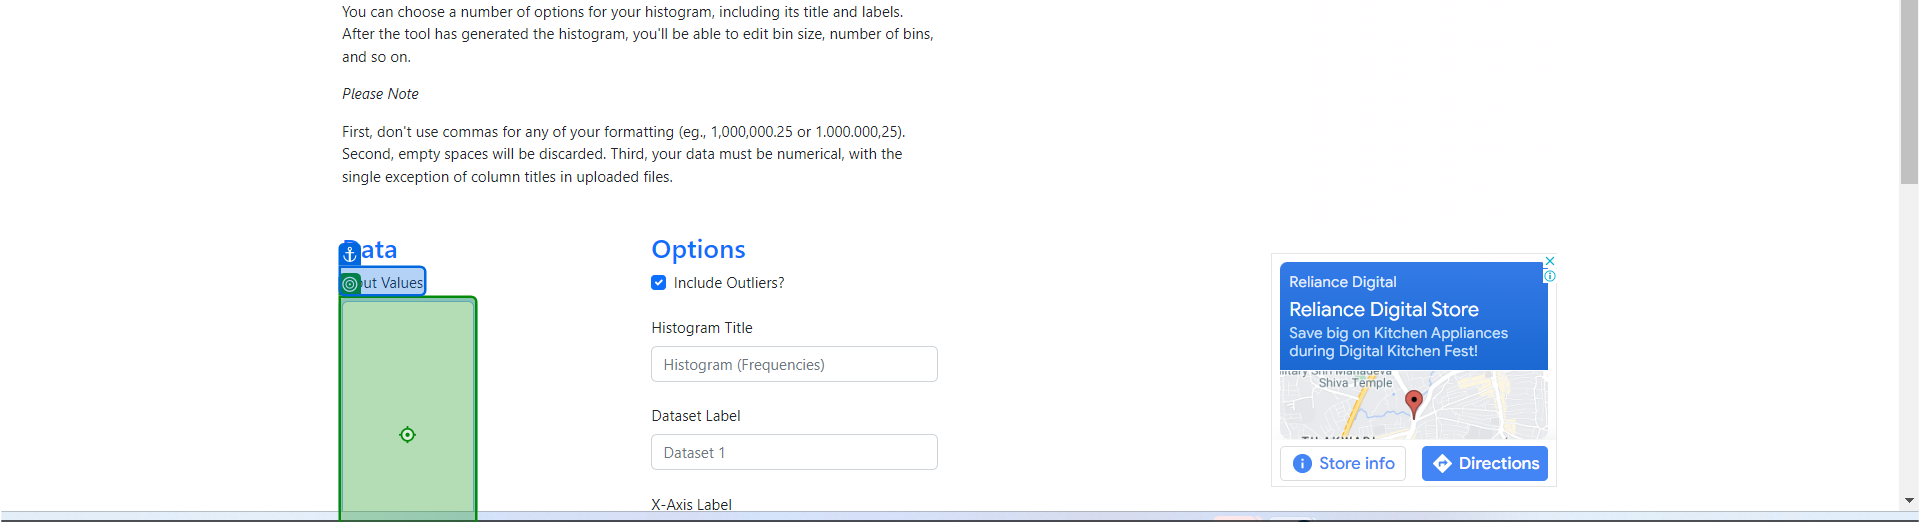 You can choose a number of options for your histogram, including its title and labels.
After the tool has generated the histogram, you'll be able to edit bin size, number of bins,
and so on.
Please Note
First, don't use commas for any of your formatting (eg., 1,000,000.25 or 1.000.000,25).
Second, empty spaces will be discarded. Third, your data must be numerical, with the
single exception of column titles in uploaded files.
Data
ut Values
Options
Include Outliers?
Histogram Title
Histogram (Frequencies)
Dataset Label
Dataset 1
X-Axis Label
Reliance Digital
Reliance Digital Store
Save big on Kitchen Appliances
during Digital Kitchen Fest!
Shiva Temple
Store info
Directions